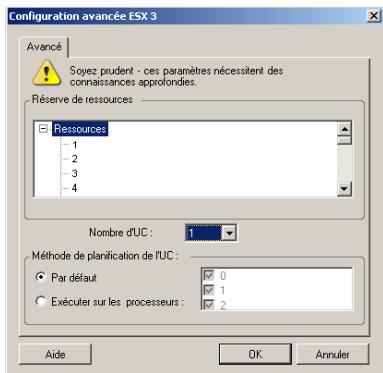 Configuration avancée ESX 3
Avancé
Soyez prudent - ces paramètres nécessitent des
connaissances approfondies.
Réserve de ressources
Ressources
1
2
3
4
Nombre d'UC :
1
Méthode de planification de l'UC :
Par défaut
Exécuter sur les processeurs :
0
1
2
Aide
OK
Annuler